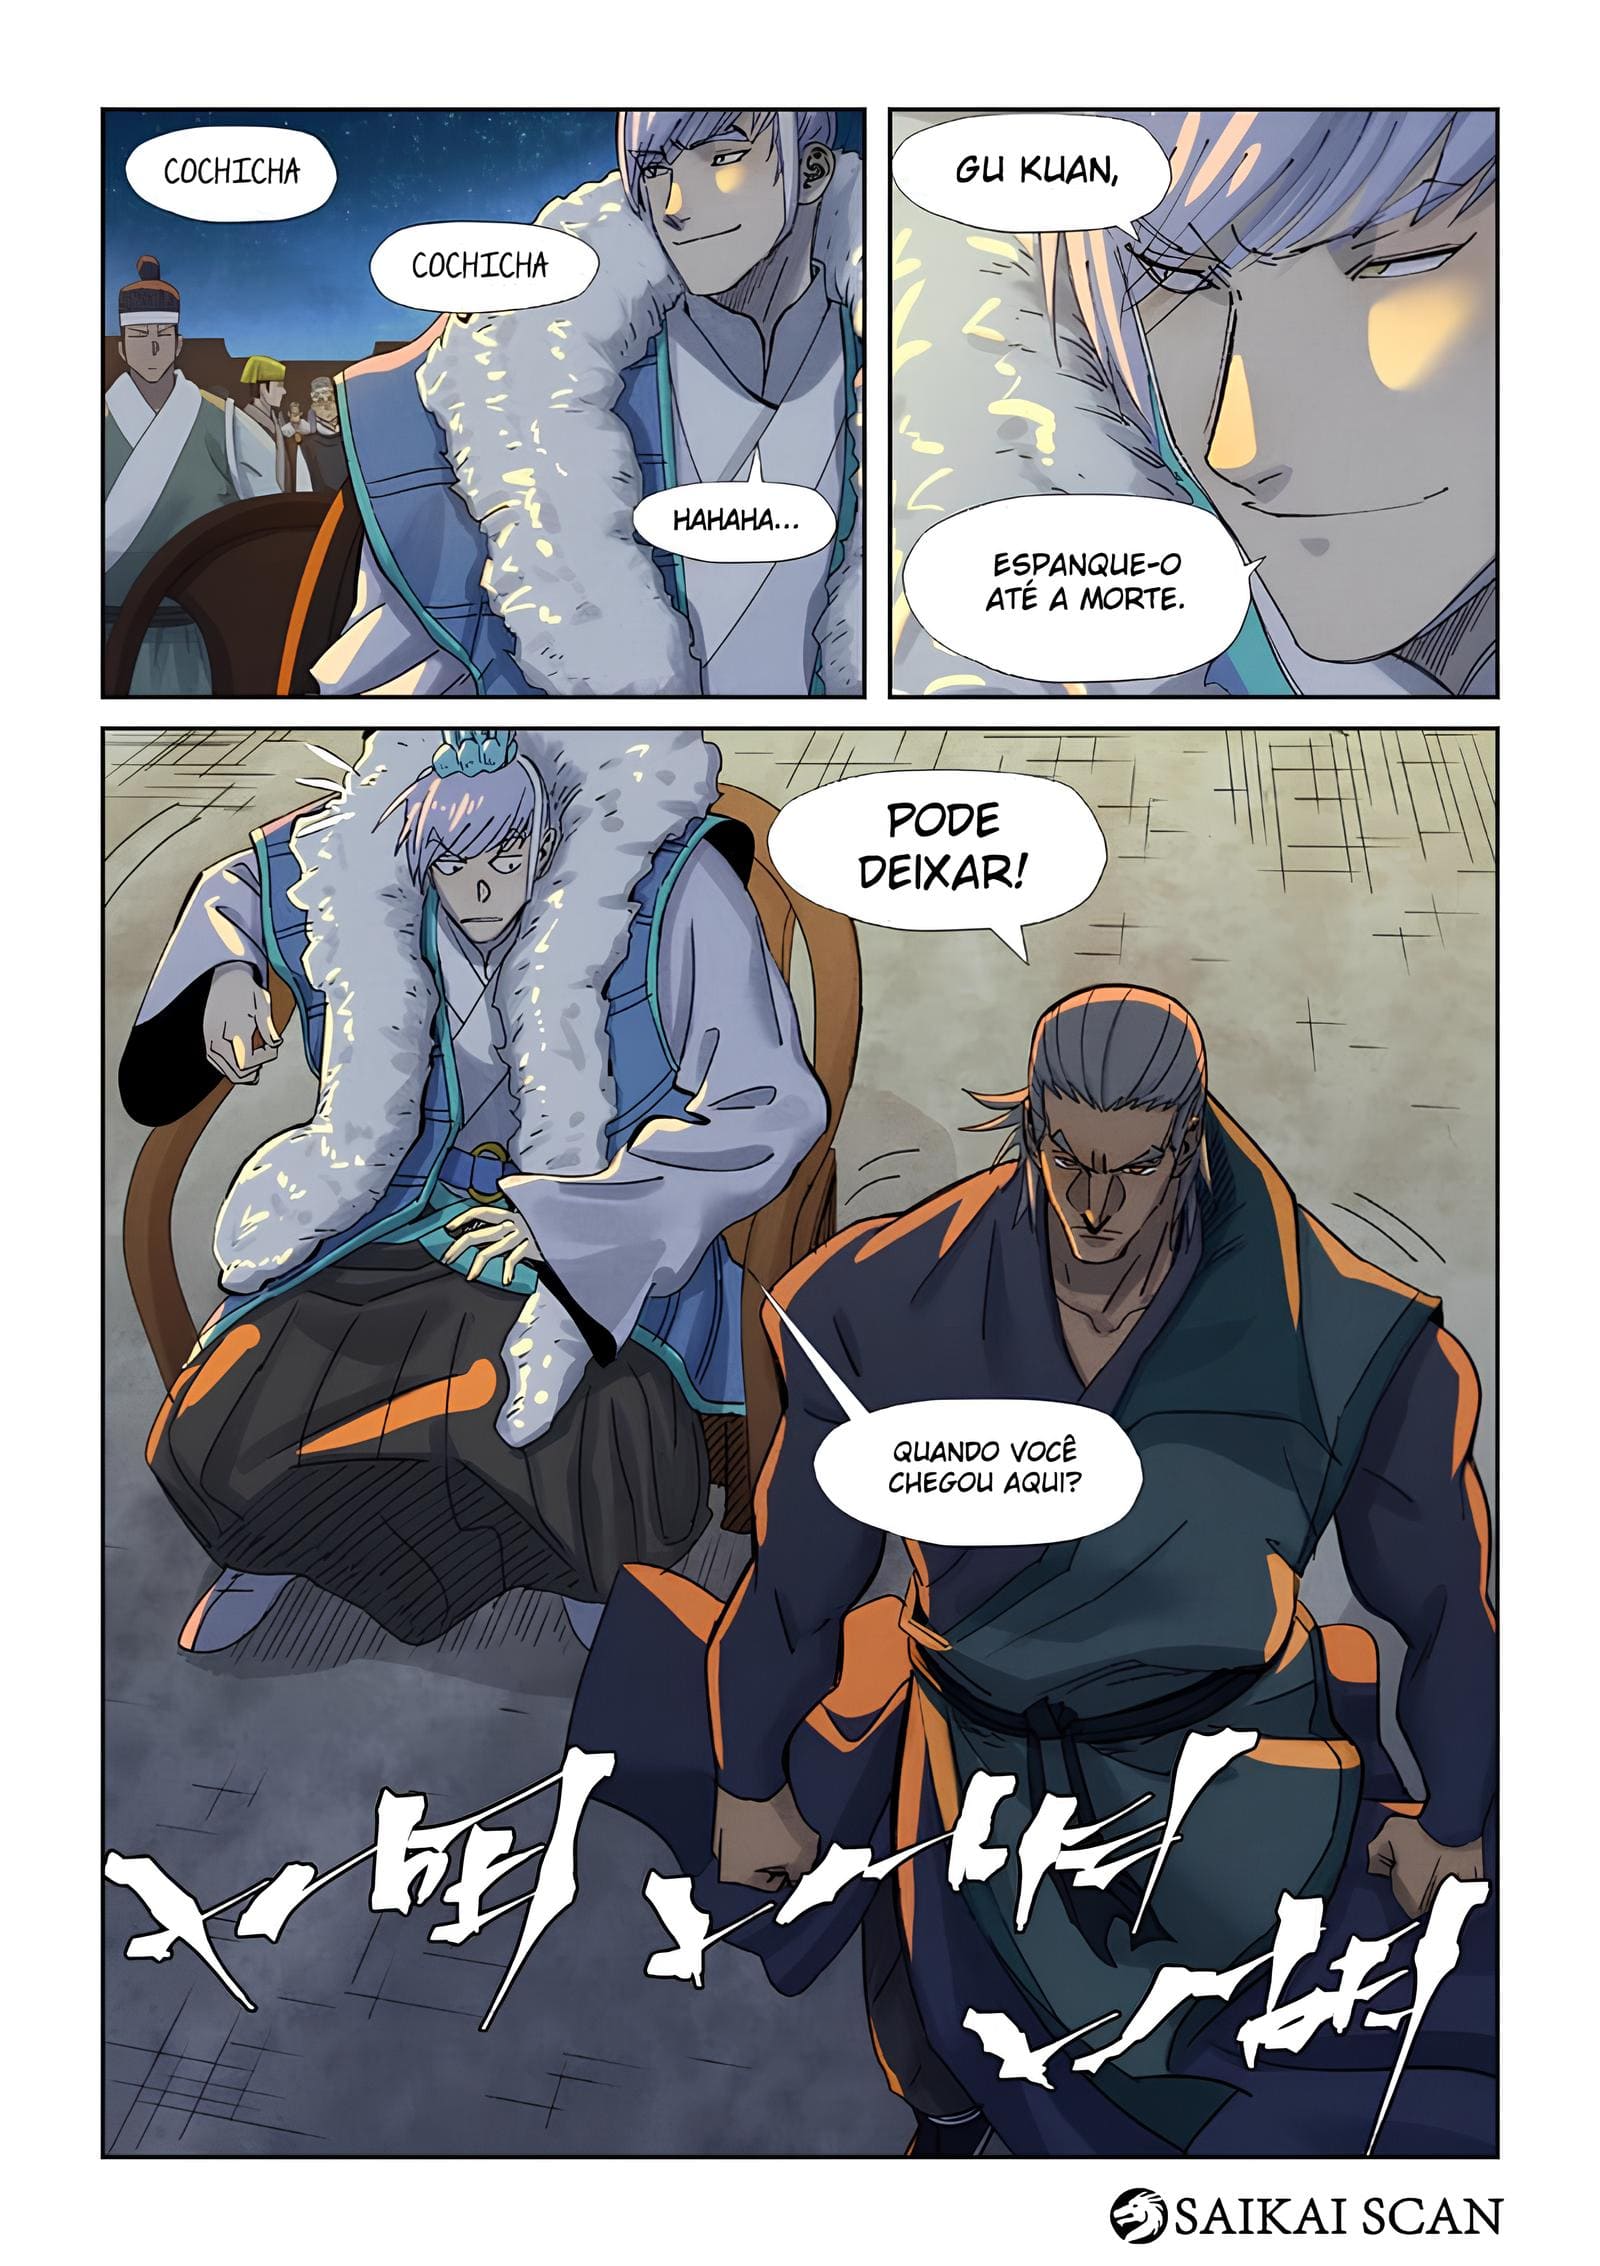 COCHICHA
COCHICHA
HAHAHA...
GU KUAN,
ESPANQUE-O
ATÉ A MORTE.
PODE
DEIXAR!
QUANDO VOCÊ
CHEGOU AQUI?
SAIKAI SCAN